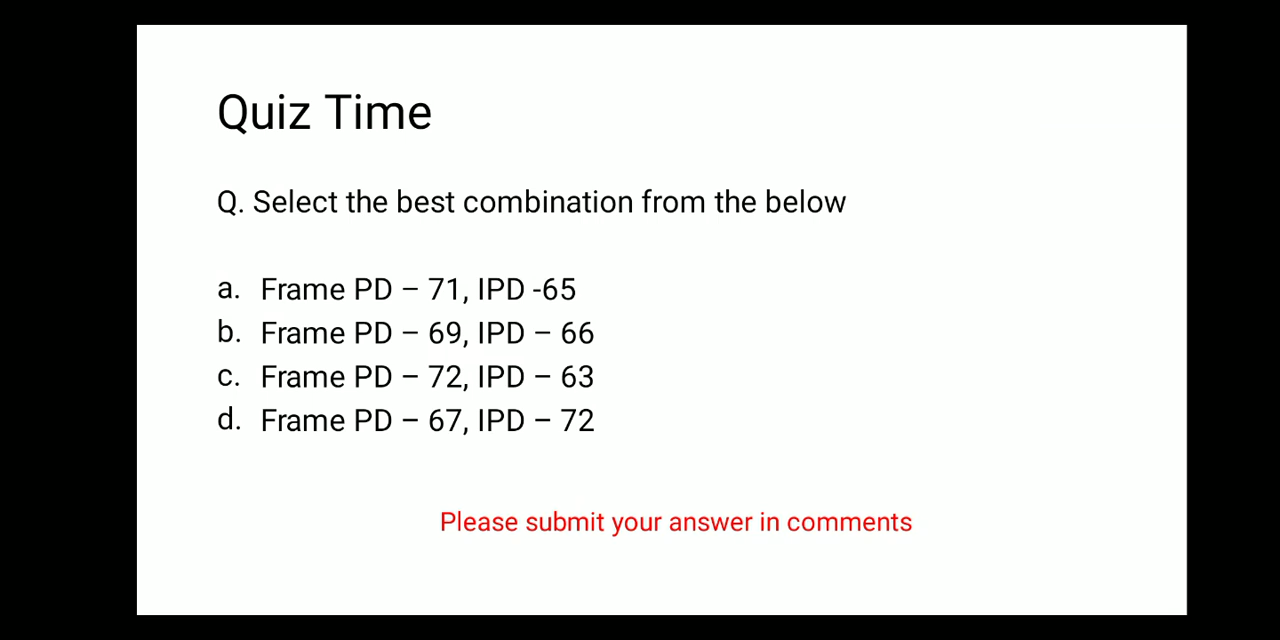 Quiz Time
Q. Select the best combination from the below
a. Frame PD – 71, IPD -65
b. Frame PD – 69, IPD – 66
c. Frame PD – 72, IPD – 63
d. Frame PD – 67, IPD – 72
Please submit your answer in comments